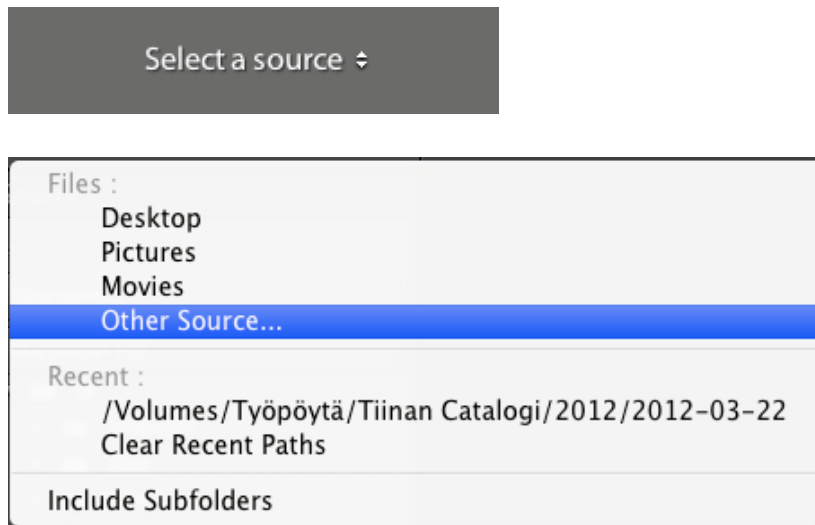 Select a source
Files :
Desktop
Pictures
Movies
Other Source...
Recent :
/Volumes/Työpöytä/Tiinan Catalogi/2012/2012-03-22
Clear Recent Paths
Include Subfolders